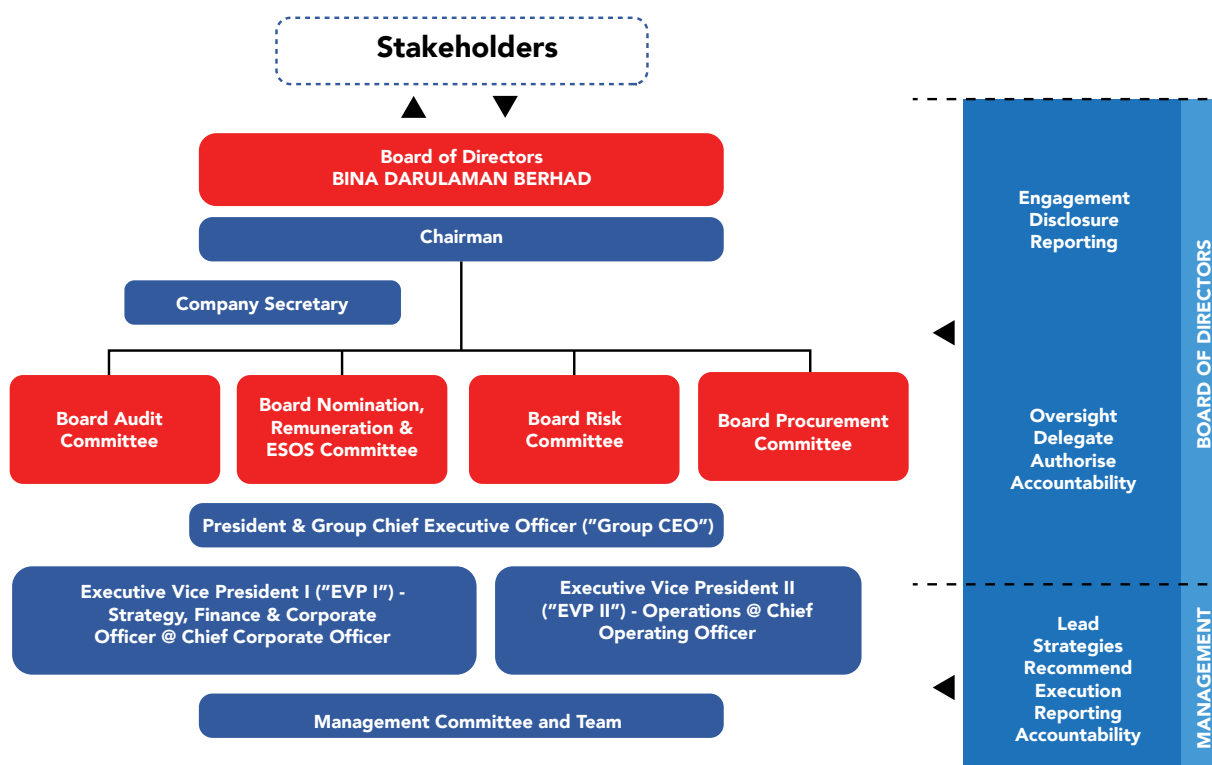 Stakeholders
Board of Directors
BINA DARULAMAN BERHAD
Chairman
Company Secretary
Board Audit
Committee
Board Nomination,
Remuneration &
ESOS Committee
Board Risk
Committee
Board Procurement
Committee
President & Group Chief Executive Officer (”Group CEO”)
Executive Vice President I (”EVP I”) -
Strategy, Finance & Corporate
Officer @ Chief Corporate Officer
Executive Vice President II
(”EVP II”) - Operations @ Chief
Operating Officer
Management Committee and Team
Engagement
Disclosure
Reporting
Oversight
Delegate
Authorise
Accountability
BOARD OF DIRECTORS
Lead
Strategies
Recommend
Execution
Reporting
Accountability
MANAGEMENT